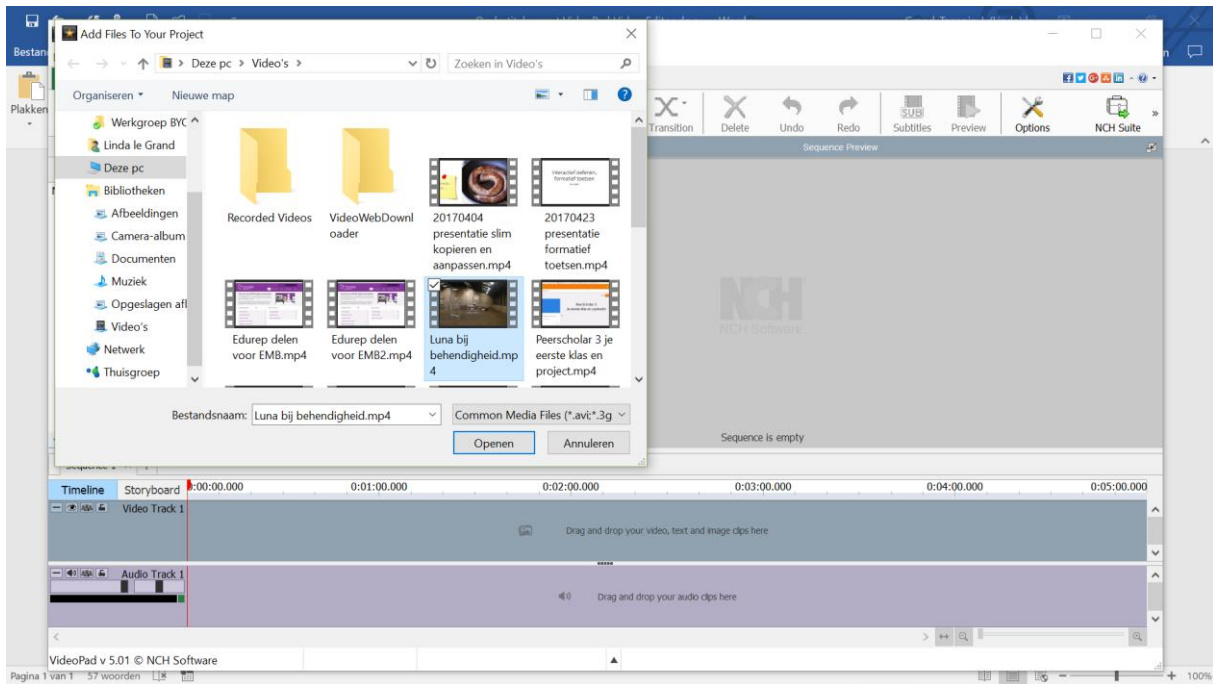 Add Files To Your Project
Bestan
Deze pc > Video's >
Zoeken in Video's
Organiseren
Nieuwe map
Plakken
Werkgroep BYC
Linda le Grand
Deze pc
Bibliotheken
Afbeeldingen
Camera-album
Documenten
Muziek
Opgeslagen afl
Video's
Netwerk
Thuisgroep
Recorded Videos
VideoWebDownl
oader
20170404
presentatie slim
kopieren en
aanpassen.mp4
20170423
presentatie
formatief
toetsen.mp4
Edurep delen
voor EMB.mp4
Edurep delen
voor EMB2.mp4
Luna bij
behendigheid.mp
4
Peerscholar 3 je
eerste klas en
project.mp4
Bestandsnaam: Luna bij behendigheid.mp4
Common Media Files (*.avi;*.3g
Openen
Annuleren
Transition
Delete
Undo
Redo
SUB
Subtitles
Preview
Options
NCH Suite
Sequence Preview
NCH
NCH Software
Sequence is empty
Timeline
Storyboard
0:00:00.000 0:01:00.000 0:02:00.000 0:03:00.000 0:04:00.000 0:05:00.000
Video Track 1
Drag and drop your video, text and image clips here
Audio Track 1
Drag and drop your audio clips here
VideoPad v 5.01 © NCH Software
Pagina 1 van 1 57 woorden
100%